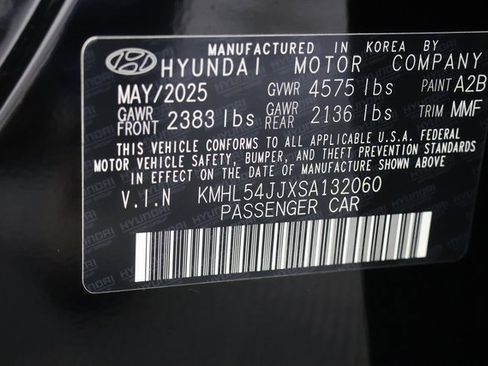 MANUFACTURED IN KOREA BY
HYUNDAI MOTOR COMPANY
MAY/2025 GVWR 4575 lbs PAINT A2B
GAWR FRONT 2383 lbs GAWR REAR 2136 lbs TRIM MMF
THIS VEHICLE CONFORMS TO ALL APPLICABLE U.S.A. FEDERAL
MOTOR VEHICLE SAFETY, BUMPER, AND THEFT PREVENTION STANDARDS
IN EFFECT ON THE DATE OF MANUFACTURE SHOWN ABOVE.
V.I.N KMHL54JJXSA132060
PASSENGER CAR